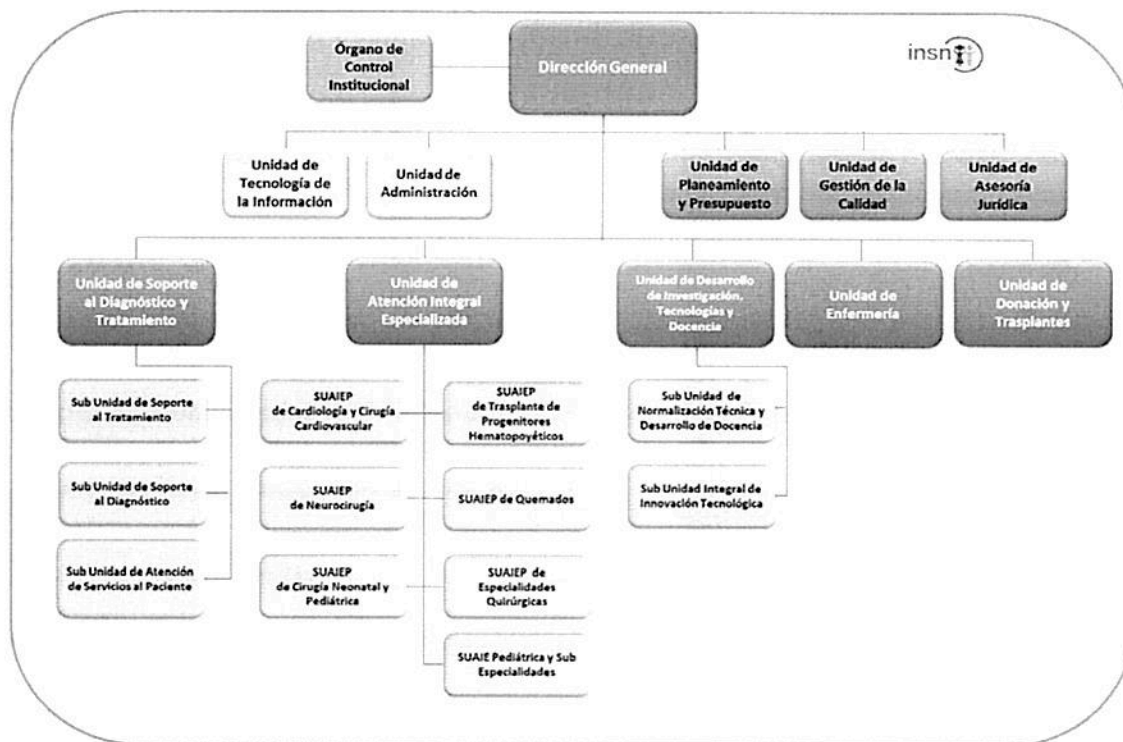 Órgano de
Control
Institucional
Dirección General
insn
Unidad de
Tecnología de
la Información
Unidad de
Administración
Unidad de
Planeamiento
y Presupuesto
Unidad de
Gestión de la
Calidad
Unidad de
Asesoría
Jurídica
Unidad de Soporte
al Diagnóstico y
Tratamiento
Unidad de
Atención Integral
Especializada
Unidad de Desarrollo
de Investigación,
Tecnologías y
Docencia
Unidad de
Enfermería
Unidad de
Donación y
Trasplantes
Sub Unidad de Soporte
al Tratamiento
Sub Unidad de Soporte
al Diagnóstico
Sub Unidad de Atención
de Servicios al Paciente
SUAIEP
de Cardiología y Cirugía
Cardiovascular
SUAIEP
de Neurocirugía
SUAIEP
de Cirugía Neonatal y
Pediátrica
SUAIEP
de Trasplante de
Progenitores
Hematopoyéticos
SUAIEP de Quemados
SUAIEP de
Especialidades
Quirúrgicas
SUAIE Pediátrica y Sub
Especialidades
Sub Unidad de
Normalización Técnica y
Desarrollo de Docencia
Sub Unidad Integral de
Innovación Tecnológica